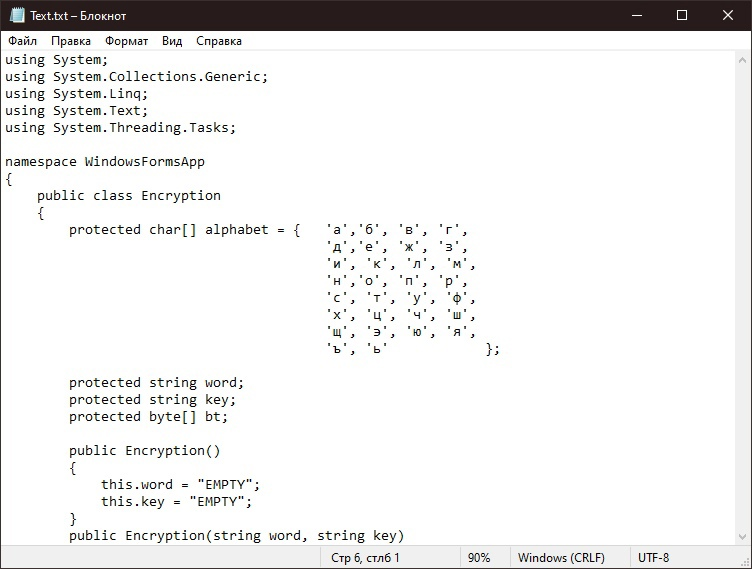 Text.txt – Блокнот
Файл Правка Формат Вид Справка
using System;
using System.Collections.Generic;
using System.Linq;
using System.Text;
using System.Threading.Tasks;

namespace WindowsFormsApp
{
    public class Encryption
    {
        protected char[] alphabet = {   'а','б', 'в', 'г',
                                        'д','е', 'ж', 'з',
                                        'и', 'к', 'л', 'м',
                                        'н','о', 'п', 'р',
                                        'с', 'т', 'у', 'ф',
                                        'х', 'ц', 'ч', 'ш',
                                        'щ', 'э', 'ю', 'я',
                                        'ъ', 'ь'            };

        protected string word;
        protected string key;
        protected byte[] bt;

        public Encryption()
        {
            this.word = "EMPTY";
            this.key = "EMPTY";
        }
        public Encryption(string word, string key)
Стр 6, стлб 1 90% Windows (CRLF) UTF-8